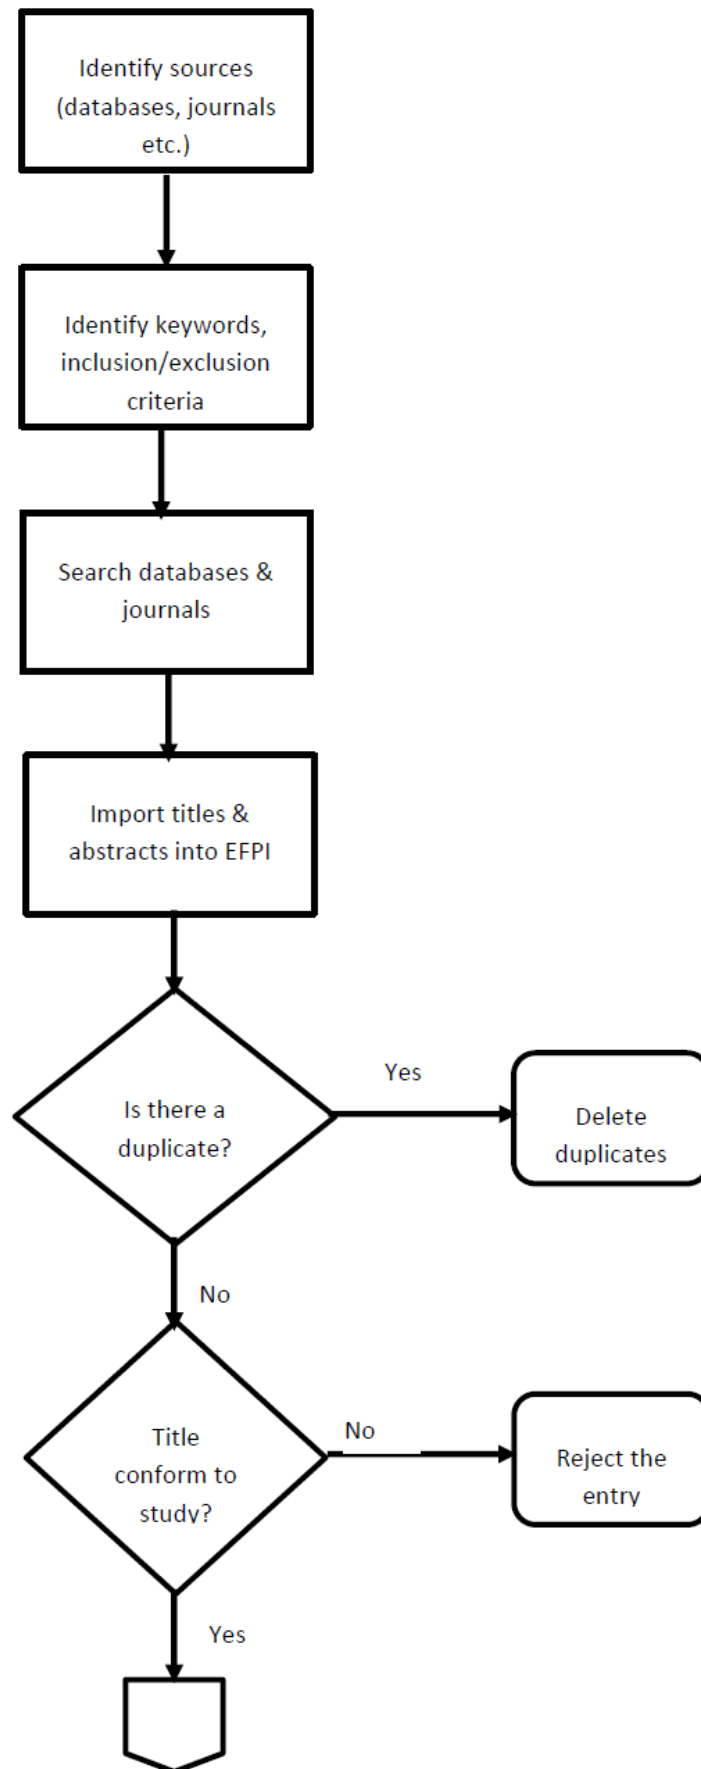 Identify sources
(databases, journals
etc.)
Identify keywords,
inclusion/exclusion
criteria
Search databases &
journals
Import titles &
abstracts into EFPI
Yes
Is there a
duplicate?
Delete
duplicates
No
No
Title
conform to
study?
Reject the
entry
Yes